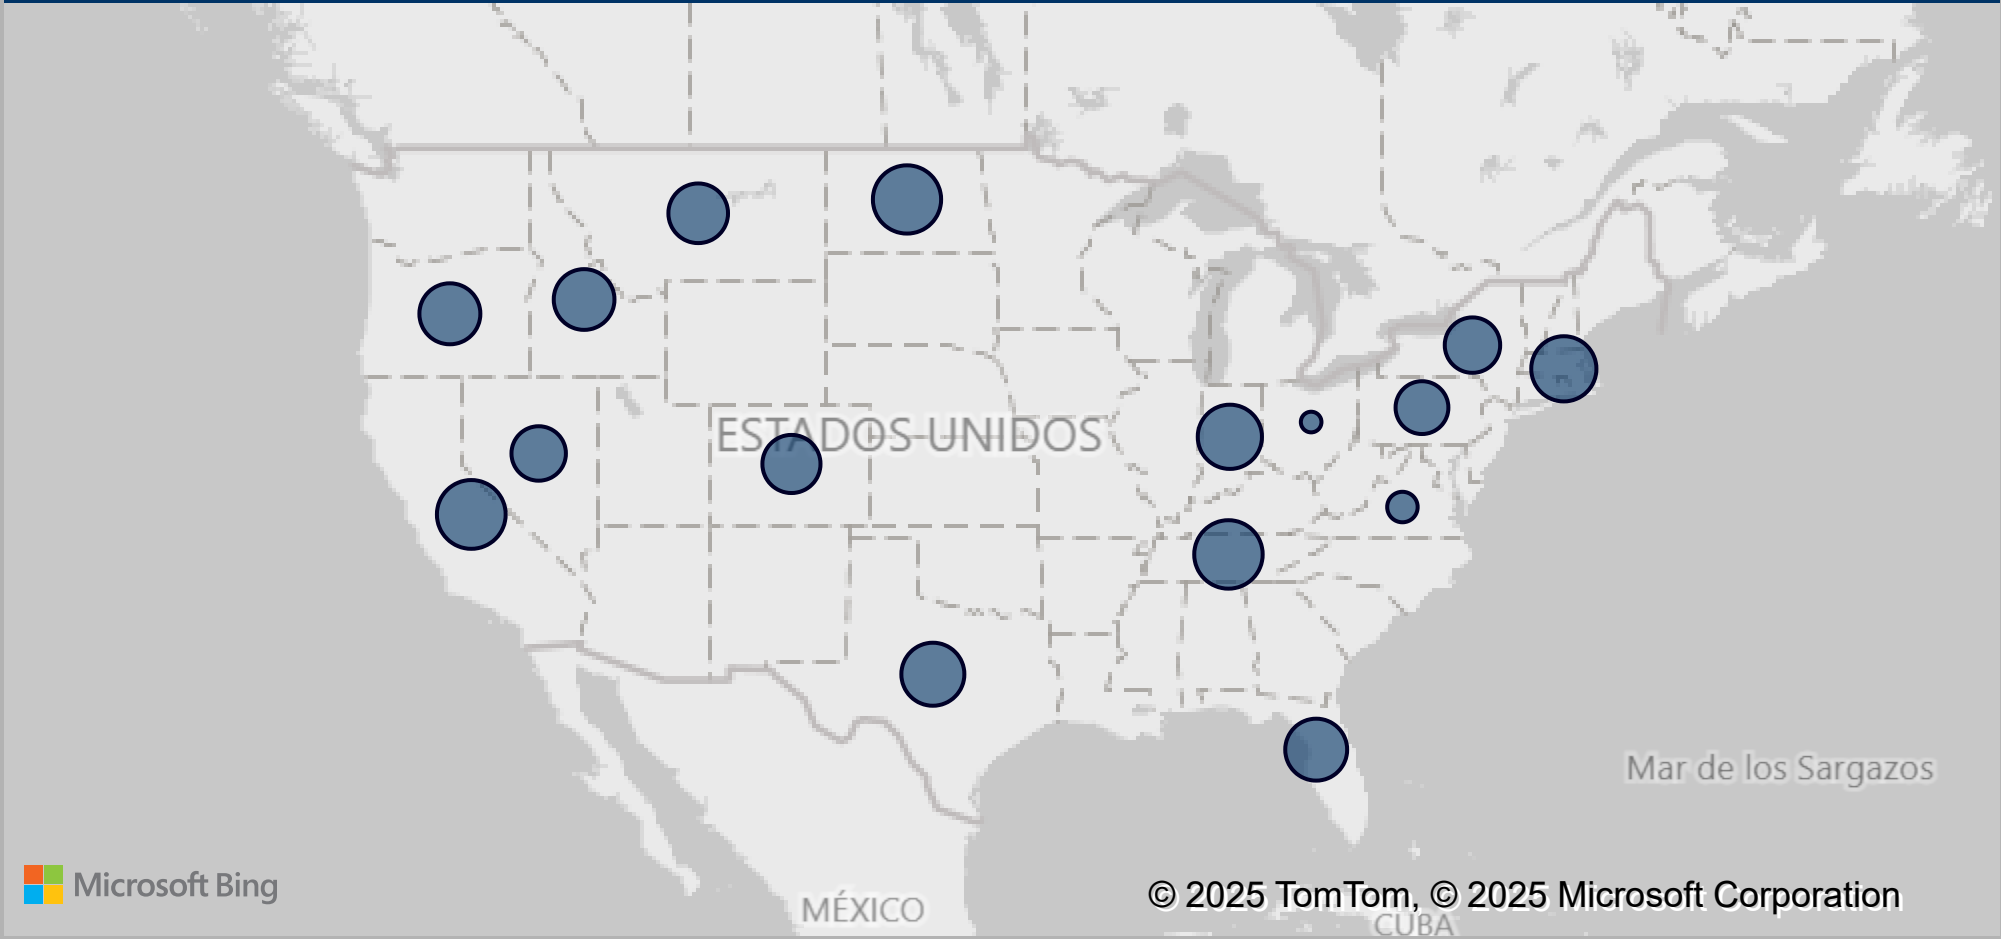 ESTADOS UNIDOS
Mar de los Sargazos
Microsoft Bing
MÉXICO
© 2025 TomTom, © 2025 Microsoft Corporation
CUBA